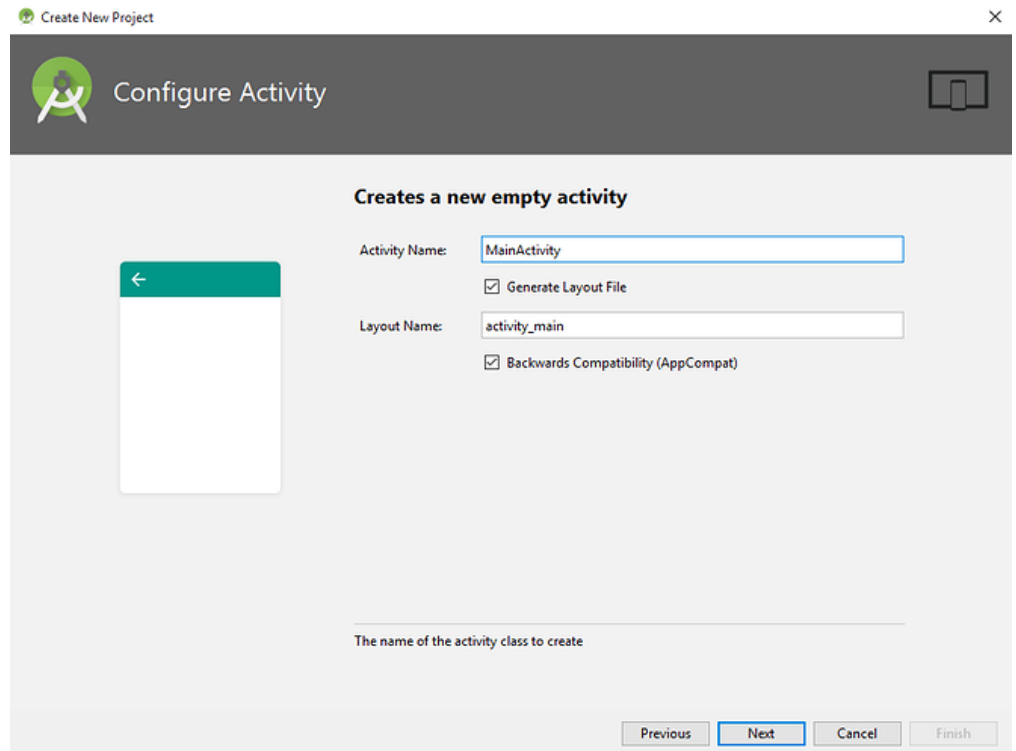 Create New Project
Configure Activity
Creates a new empty activity
Activity Name: MainActivity
Generate Layout File
Layout Name: activity_main
Backwards Compatibility (AppCompat)
The name of the activity class to create
Previous Next Cancel Finish